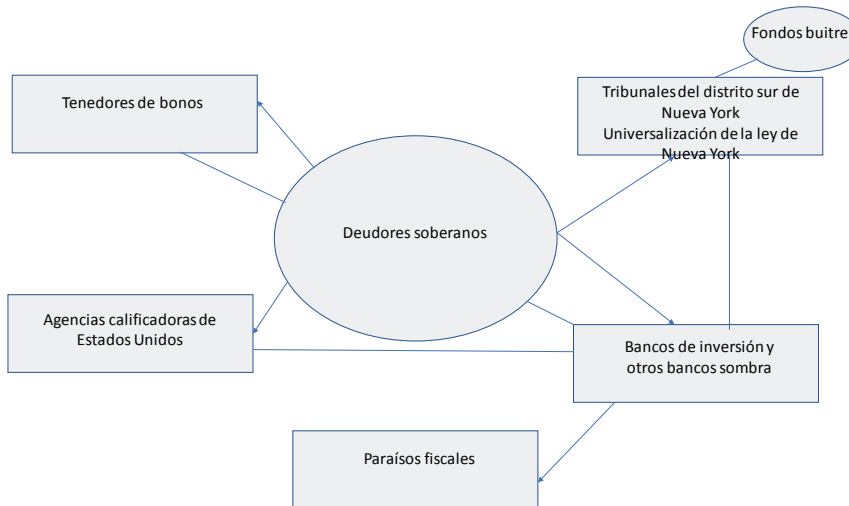 Fondos buitre
Tenedores de bonos
Tribunales del distrito sur de
Nueva York
Universalización de la ley de
Nueva York
Deudores soberanos
Agencias calificadoras de
Estados Unidos
Bancos de inversión y
otros bancos sombra
Paraísos fiscales